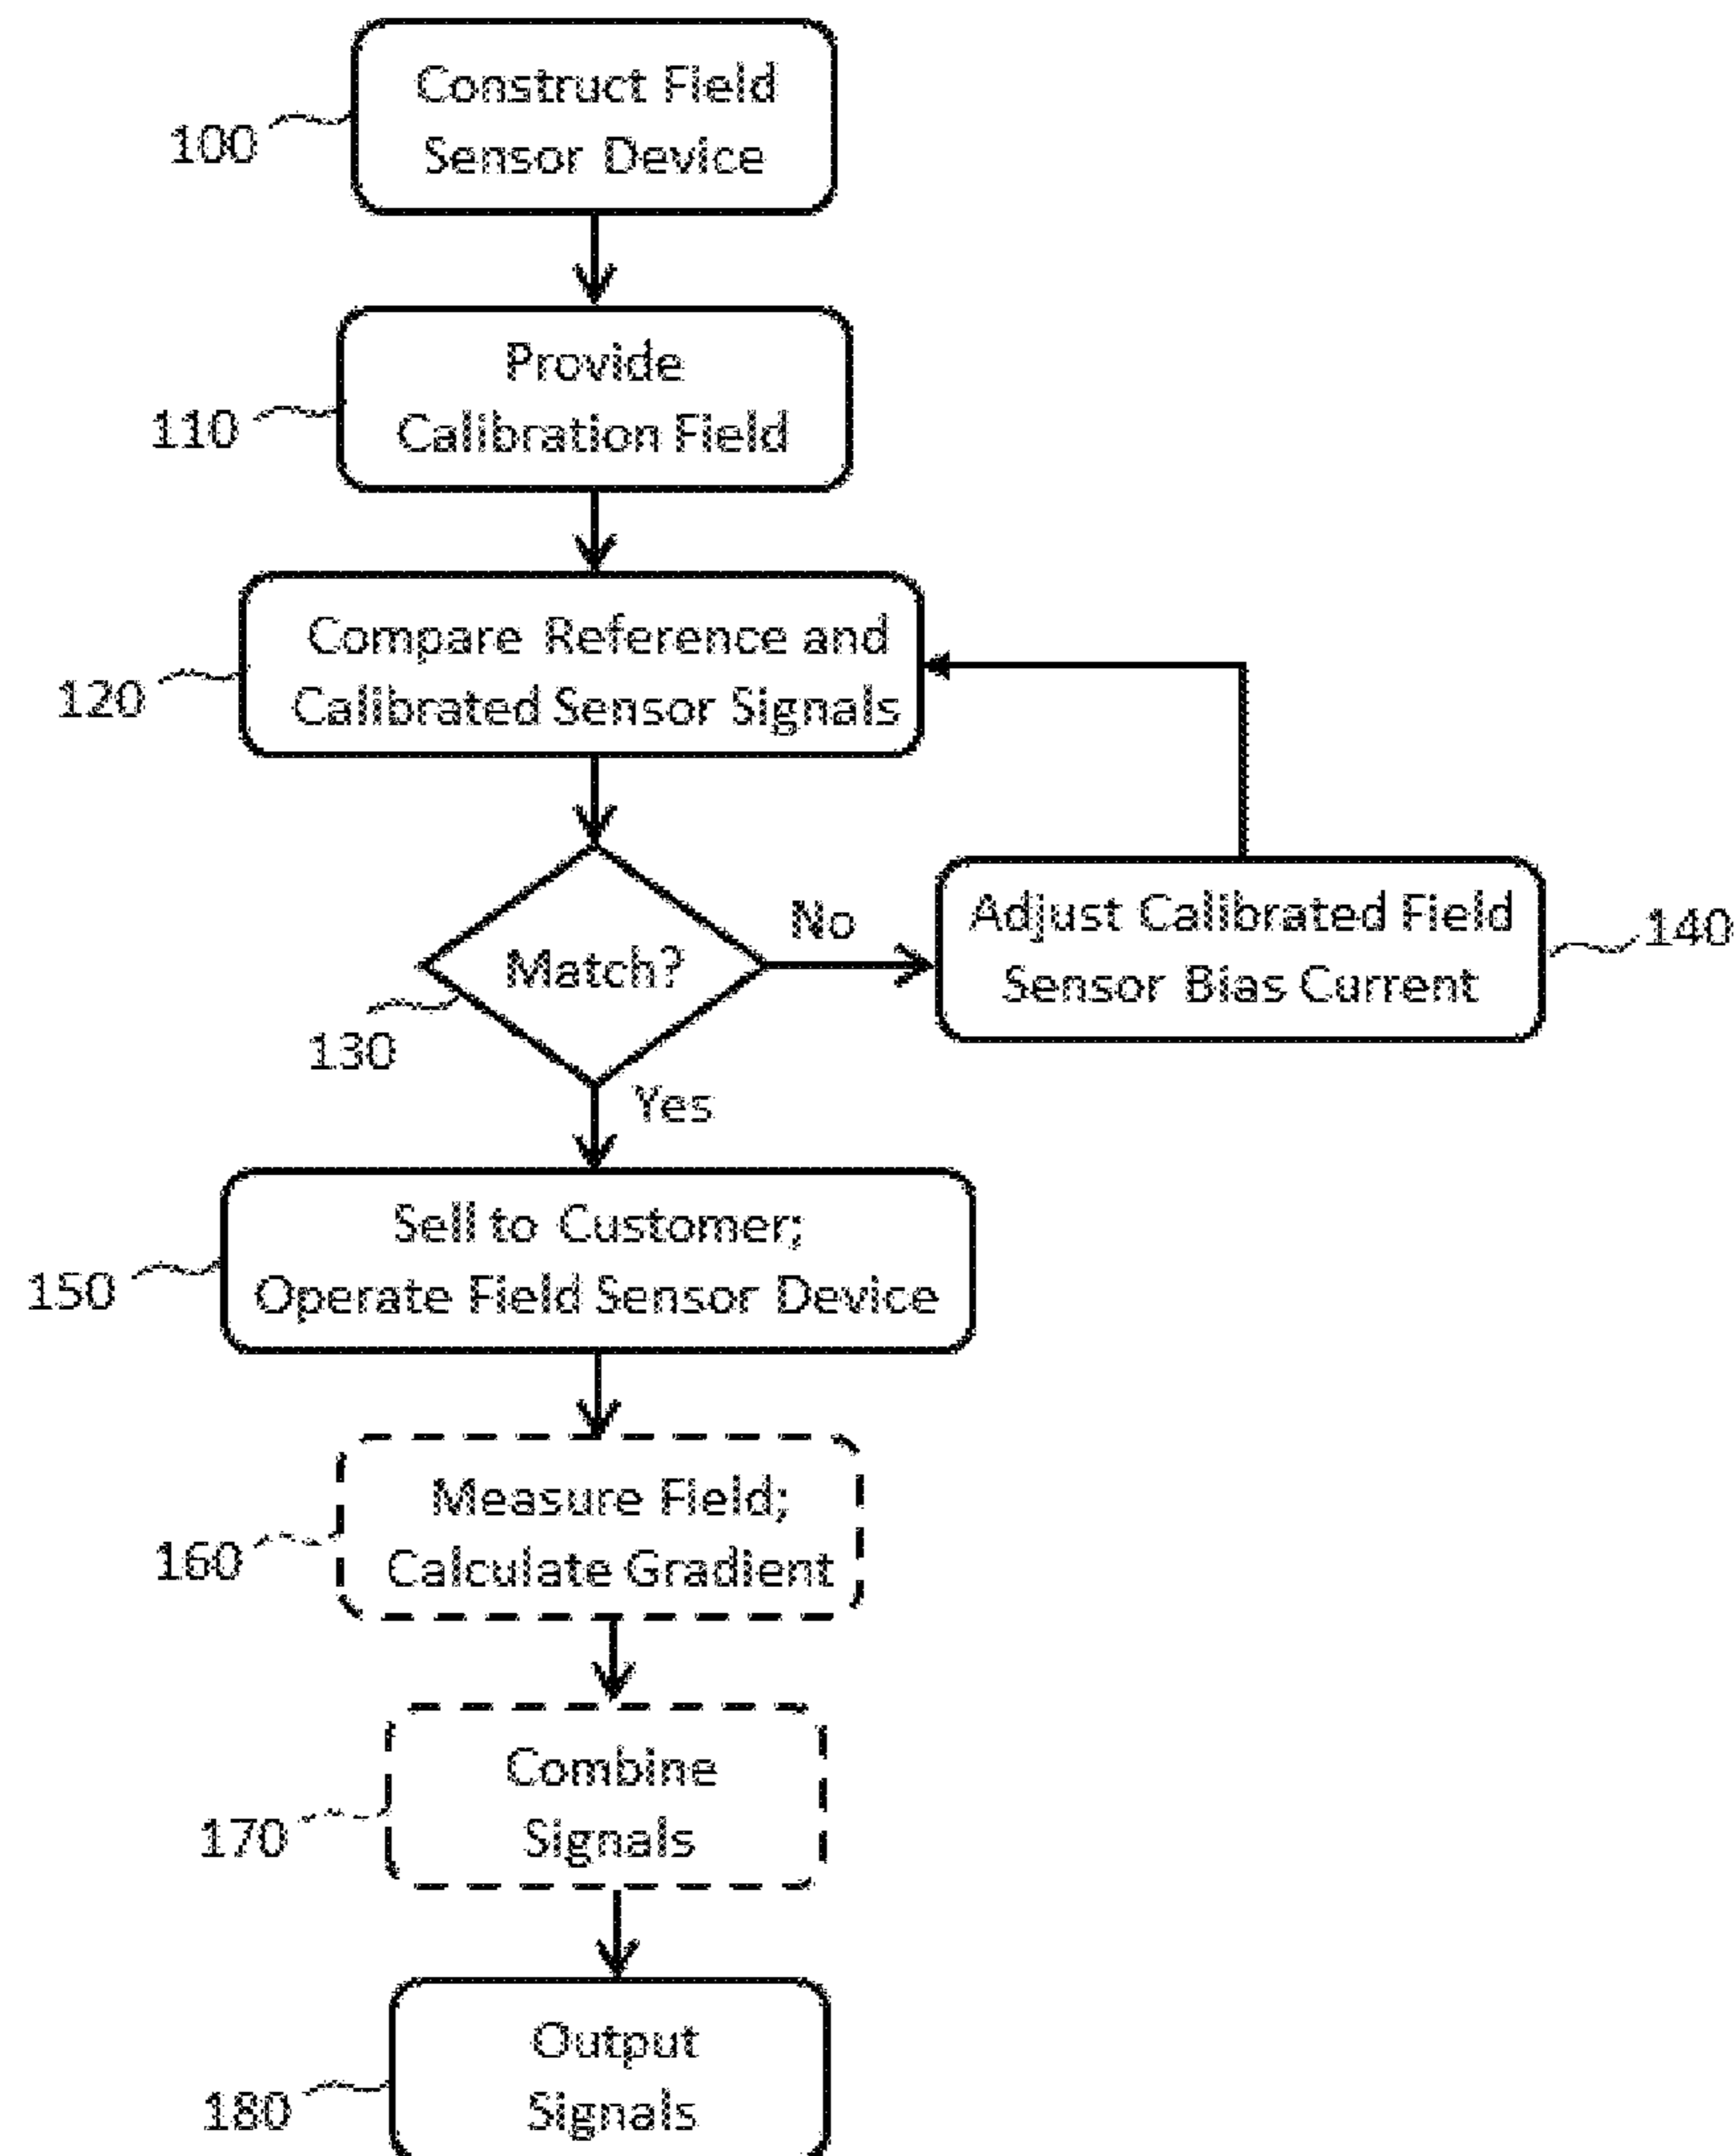 Construct Field
Sensor Device
100
Provide
Calibration Field
110
Compare Reference and
Calibrated Sensor Signals
120
Match?
130
No
Adjust Calibrated Field
Sensor Bias Current
140
Yes
Sell to Customer;
Operate Field Sensor Device
150
Measure Field;
Calculate Gradient
160
Combine
Signals
170
Output
Signals
180